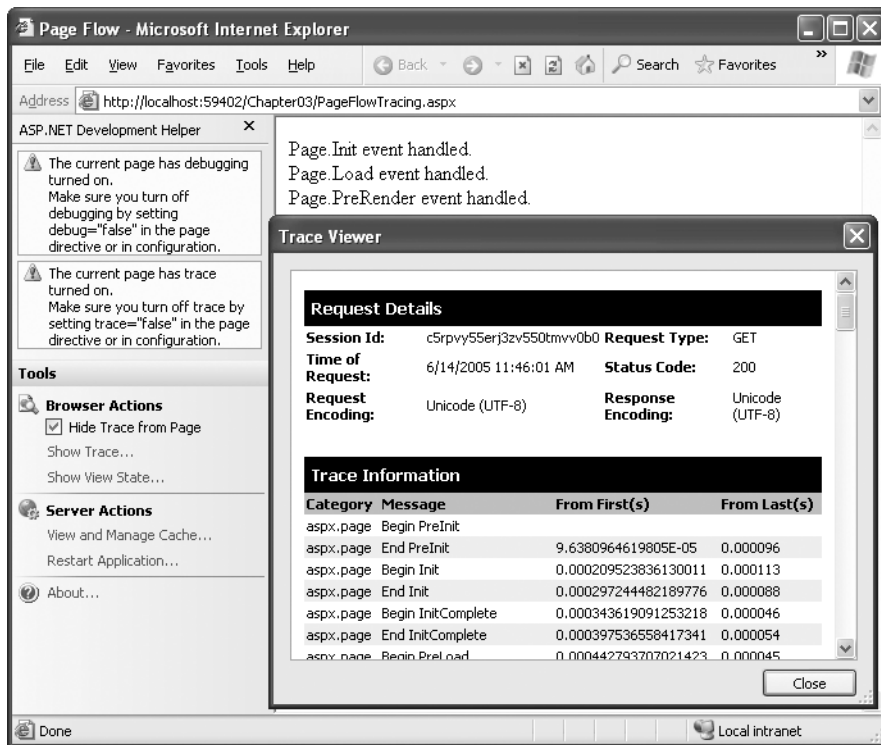 Page Flow - Microsoft Internet Explorer
File Edit View Favorites Tools Help Back Search Favorites »
Address http://localhost:59402/Chapter03/PageFlowTracing.aspx
ASP.NET Development Helper
The current page has debugging
turned on.
Make sure you turn off
debugging by setting
debug="false" in the page
directive or in configuration.
The current page has trace
turned on.
Make sure you turn off trace by
setting trace="false" in the page
directive or in configuration.
Tools
Browser Actions
Hide Trace from Page
Show Trace...
Show View State...
Server Actions
View and Manage Cache...
Restart Application...
About...
Page.Init event handled.
Page.Load event handled.
Page.PreRender event handled.
Trace Viewer
Request Details
Session Id: c5rpvy55erj3zv550tmvv0b0 Request Type: GET
Time of
Request: 6/14/2005 11:46:01 AM Status Code: 200
Request
Encoding: Unicode (UTF-8) Response
Encoding: Unicode
(UTF-8)
Trace Information
Category Message From First(s) From Last(s)
aspx.page Begin PreInit
aspx.page End PreInit 9.6380964619805E-05 0.000096
aspx.page Begin Init 0.000209523836130011 0.000113
aspx.page End Init 0.000297244482189776 0.000088
aspx.page Begin InitComplete 0.000343619091253218 0.000046
aspx.page End InitComplete 0.000397536558417341 0.000054
aspx.page Begin PreLoad 0.000442793707021423 0.000045
Close
Done Local intranet